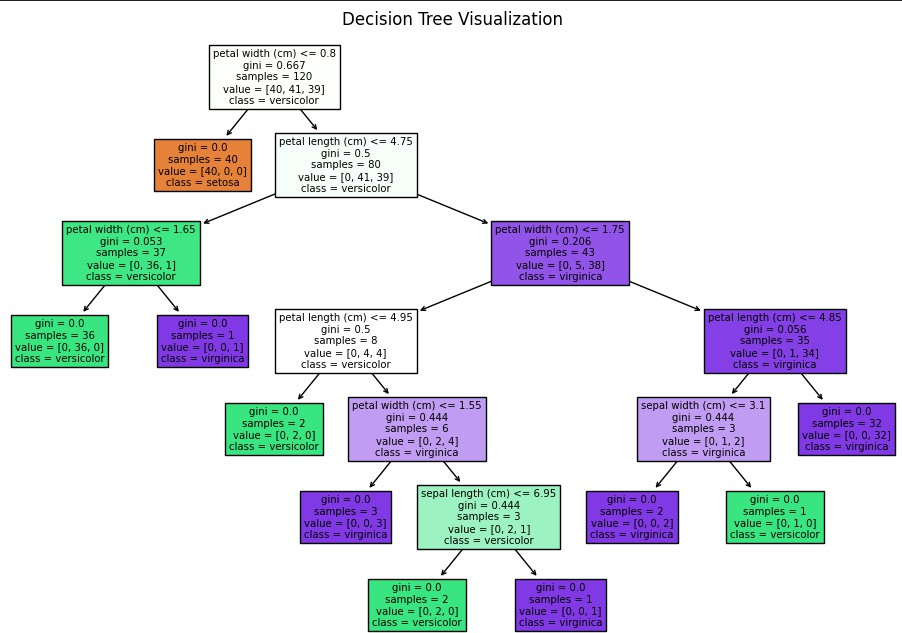 Decision Tree Visualization
petal width (cm) <= 0.8
gini = 0.667
samples = 120
value = [40, 41, 39]
class = versicolor
gini = 0.0
samples = 40
value = [40, 0, 0]
class = setosa
petal length (cm) <= 4.75
gini = 0.5
samples = 80
value = [0, 41, 39]
class = versicolor
petal width (cm) <= 1.65
gini = 0.053
samples = 37
value = [0, 36, 1]
class = versicolor
petal width (cm) <= 1.75
gini = 0.206
samples = 43
value = [0, 5, 38]
class = virginica
gini = 0.0
samples = 36
value = [0, 36, 0]
class = versicolor
gini = 0.0
samples = 1
value = [0, 0, 1]
class = virginica
petal length (cm) <= 4.95
gini = 0.5
samples = 8
value = [0, 4, 4]
class = versicolor
petal length (cm) <= 4.85
gini = 0.056
samples = 35
value = [0, 1, 34]
class = virginica
gini = 0.0
samples = 2
value = [0, 2, 0]
class = versicolor
petal width (cm) <= 1.55
gini = 0.444
samples = 6
value = [0, 2, 4]
class = virginica
sepal width (cm) <= 3.1
gini = 0.444
samples = 3
value = [0, 1, 2]
class = virginica
gini = 0.0
samples = 32
value = [0, 0, 32]
class = virginica
gini = 0.0
samples = 3
value = [0, 0, 3]
class = virginica
sepal length (cm) <= 6.95
gini = 0.444
samples = 3
value = [0, 2, 1]
class = versicolor
gini = 0.0
samples = 2
value = [0, 0, 2]
class = virginica
gini = 0.0
samples = 1
value = [0, 1, 0]
class = versicolor
gini = 0.0
samples = 2
value = [0, 2, 0]
class = versicolor
gini = 0.0
samples = 1
value = [0, 0, 1]
class = virginica